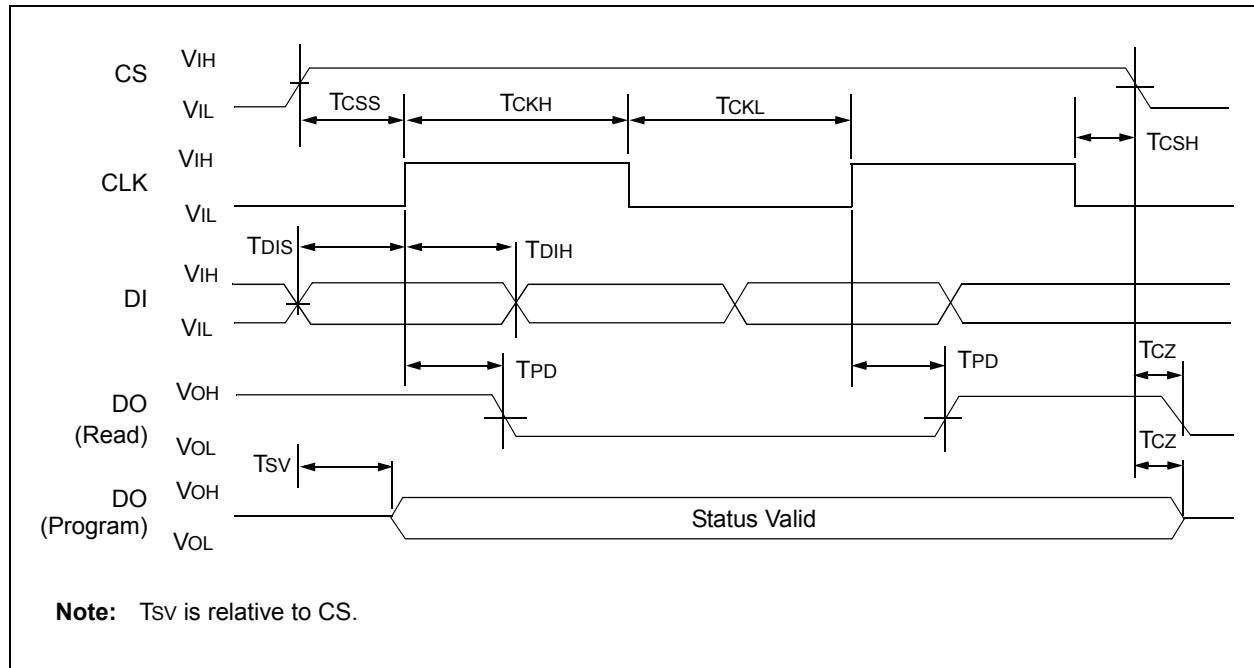 CS
VIH
VIL
TCSS
TCKH
TCKL
TCSH
CLK
VIH
VIL
TDIS
TDIH
DI
VIH
VIL
TPD
TPD
TCZ
DO
(Read)
VOH
VOL
TCZ
TSV
DO
(Program)
VOH
VOL
Status Valid
Note: TSV is relative to CS.